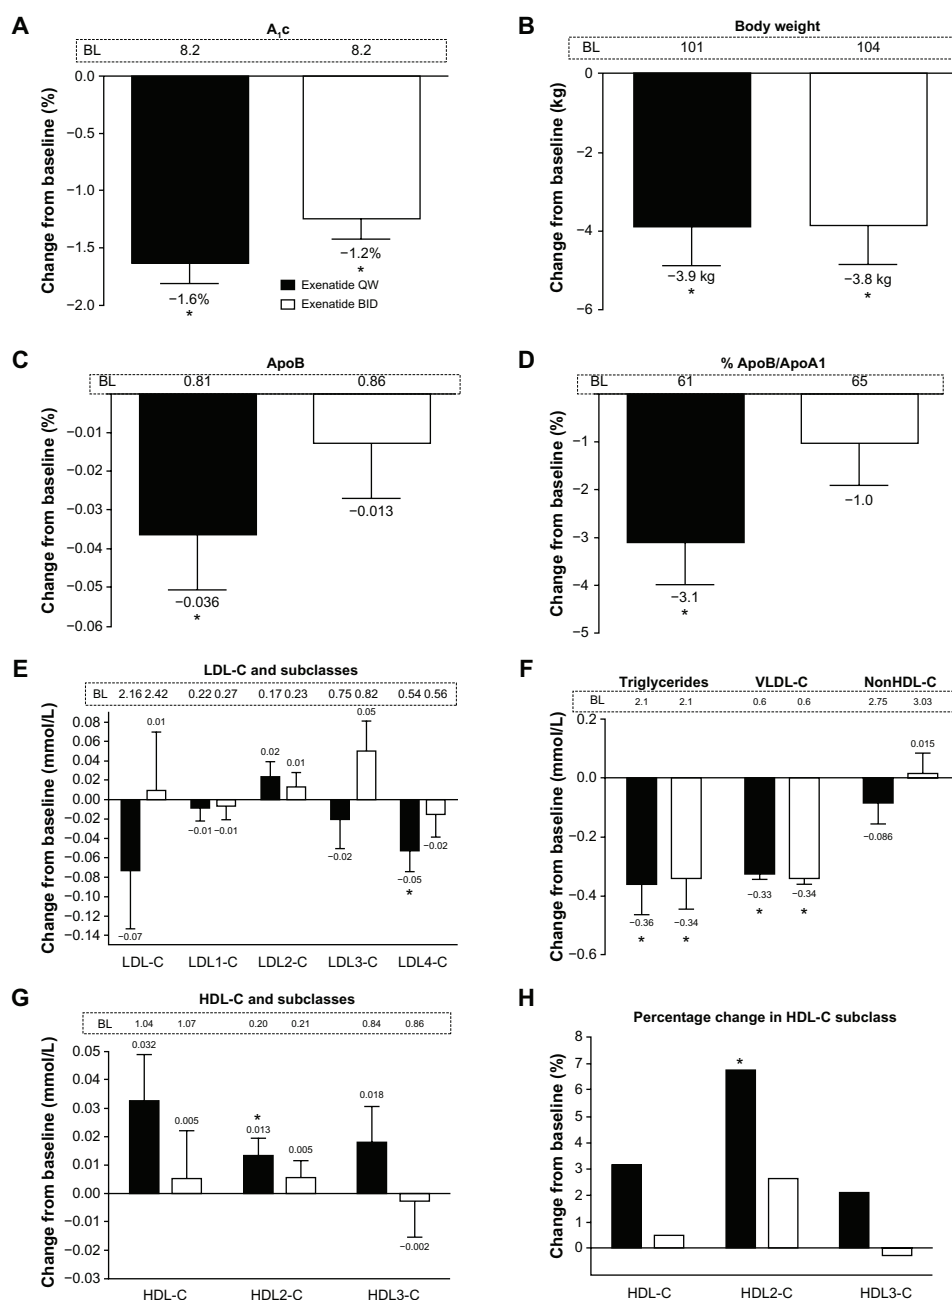 A
A1c
BL 8.2 8.2
Change from baseline (%)
0.0
−0.5
−1.0
−1.5
−2.0
−1.6%
*
−1.2%
*
Exenatide QW
Exenatide BID
B
Body weight
BL 101 104
Change from baseline (kg)
0
−2
−4
−6
−3.9 kg
*
−3.8 kg
*
C
ApoB
BL 0.81 0.86
Change from baseline (%)
−0.01
−0.02
−0.03
−0.04
−0.05
−0.06
−0.036
*
−0.013
D
% ApoB/ApoA1
BL 61 65
Change from baseline (%)
−1
−2
−3
−4
−5
−3.1
*
−1.0
E
LDL-C and subclasses
BL 2.16 2.42 0.22 0.27 0.17 0.23 0.75 0.82 0.54 0.56
Change from baseline (mmol/L)
0.08
0.06
0.04
0.02
0.00
−0.02
−0.04
−0.06
−0.08
−0.10
−0.12
−0.14
−0.07
0.01
−0.01
−0.01
0.02
0.01
−0.02
0.05
−0.05
*
−0.02
LDL-C LDL1-C LDL2-C LDL3-C LDL4-C
F
Triglycerides VLDL-C NonHDL-C
BL 2.1 2.1 0.6 0.6 2.75 3.03
Change from baseline (mmol/L)
0.2
0.0
−0.2
−0.4
−0.6
−0.36
*
−0.34
*
−0.33
*
−0.34
*
−0.086
0.015
G
HDL-C and subclasses
BL 1.04 1.07 0.20 0.21 0.84 0.86
Change from baseline (mmol/L)
0.05
0.04
0.03
0.02
0.01
0.00
−0.01
−0.02
−0.03
0.032
0.005
*
0.013
0.005
0.018
−0.002
HDL-C HDL2-C HDL3-C
H
Percentage change in HDL-C subclass
Change from baseline (%)
8
7
6
5
4
3
2
1
0
*
HDL-C HDL2-C HDL3-C